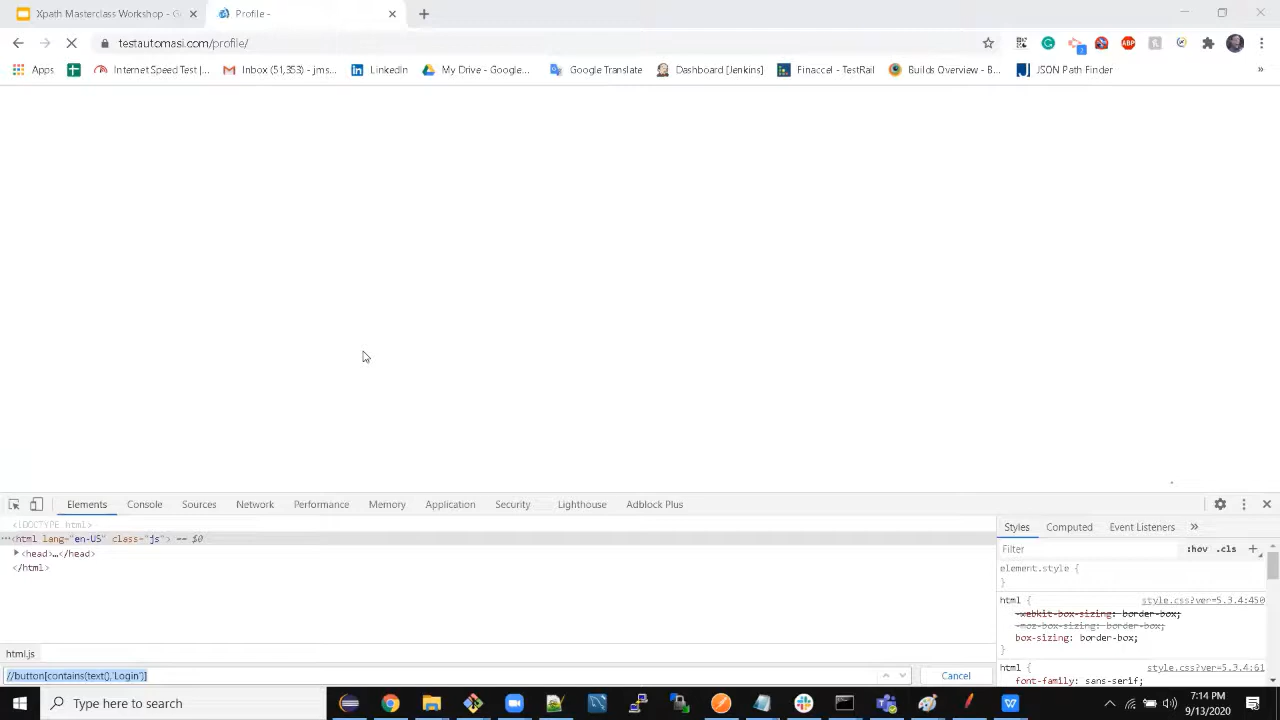 Xpath Masterclass Workshop - G
Profile -
testautomasi.com/profile/
Apps
Internet Speed Test |...
Inbox (51,353) - jms...
LinkedIn
My Drive - Google...
Google Translate
Dashboard [Jenkins]
Finaccel - TestRail
Builds Overview - B...
JSON Path Finder
»
Elements
Console
Sources
Network
Performance
Memory
Application
Security
Lighthouse
Adblock Plus
<!DOCTYPE html>
<html lang="en-US" class="js"> == $0
<head>…</head>
</html>
html.js
//button[contains(text(),'Login')]
Cancel
Styles
Computed
Event Listeners
»
Filter
:hov
.cls
element.style {
}
html {
style.css?ver=5.3.4:450
-webkit-box-sizing: border-box;
-moz-box-sizing: border-box;
box-sizing: border-box;
}
html {
style.css?ver=5.3.4:61
font-family: sans-serif;
Type here to search
7:14 PM
9/13/2020